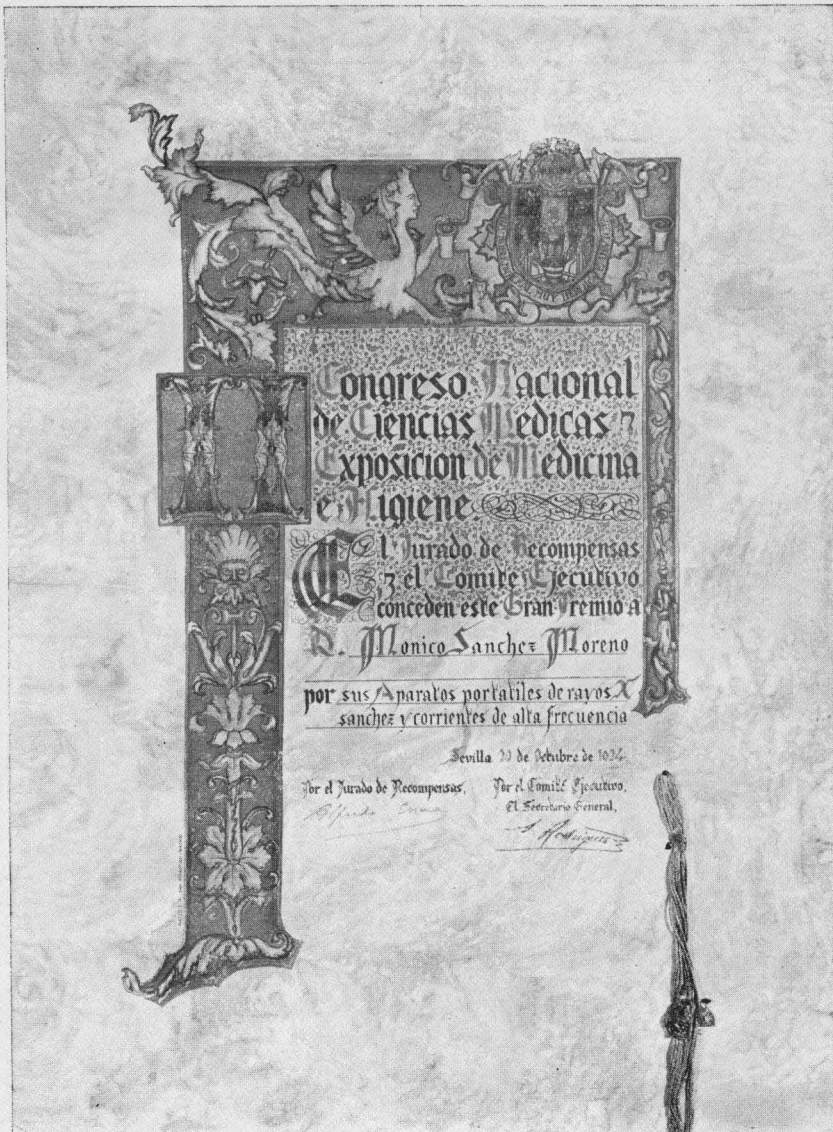 II
Congreso Nacional
de Ciencias Medicas y
Exposicion de Medicina
e Higiene.
El Jurado de Recompensas
y el Comite Ejecutivo
conceden este Gran Premio a
D. Monico Sanchez Moreno
por sus Aparatos portatiles de rayos X
sanchez y corrientes de alta frecuencia
Sevilla de Octubre de 1924.
Por el Jurado de Recompensas, Por el Comité Ejecutivo,
El Secretario General,
Alfredo